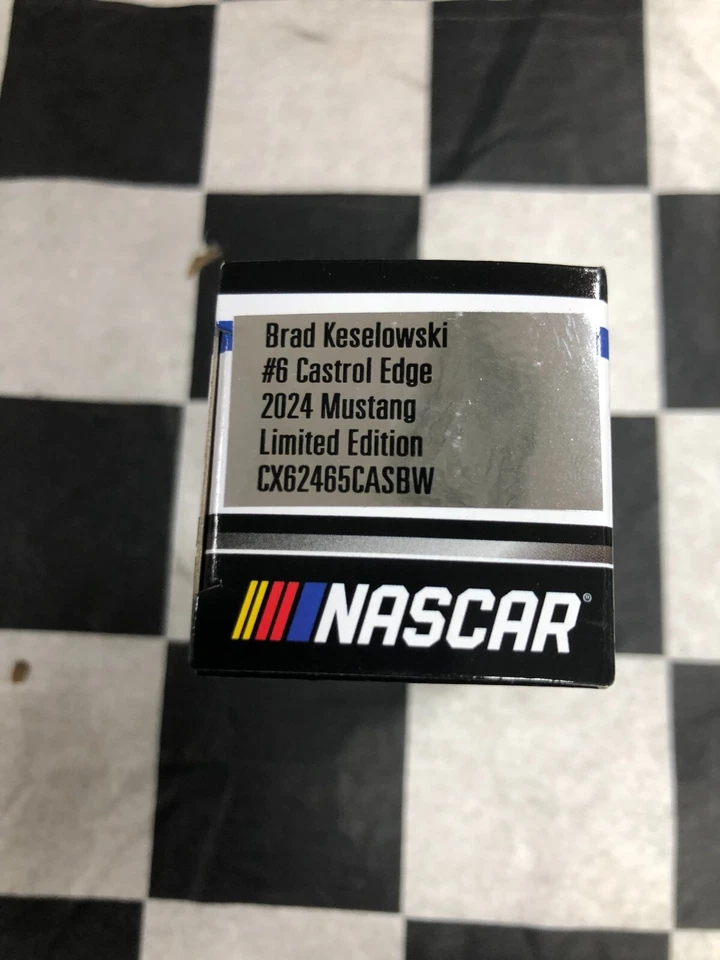 Brad Keselowski
#6 Castrol Edge
2024 Mustang
Limited Edition
CX62465CASBW
NASCAR®